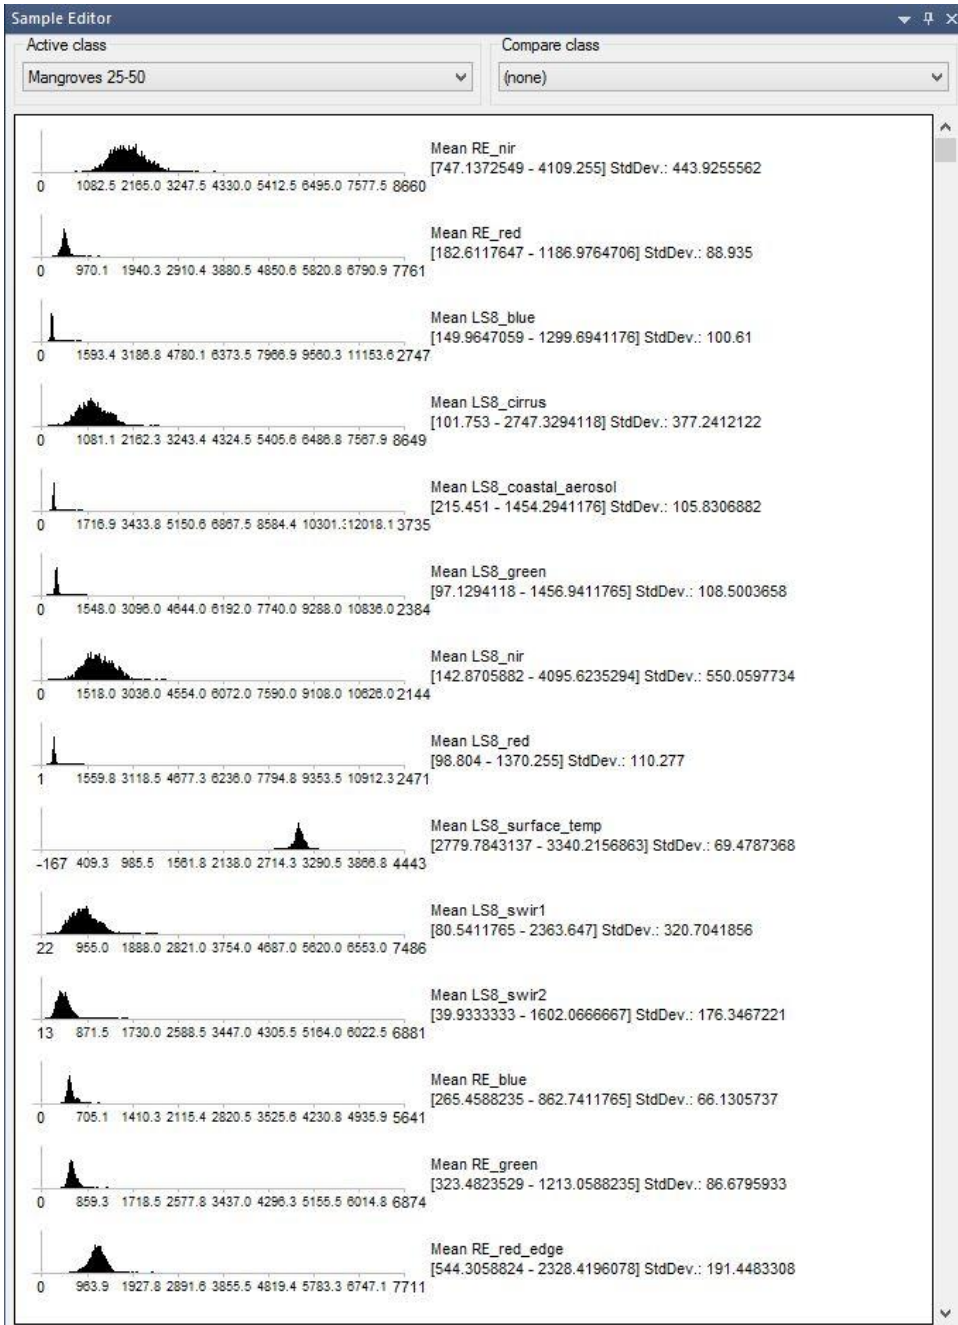 Sample Editor
Active class
Compare class
Mangroves 25-50
(none)
Mean RE_nir
[747.1372549 - 4109.255] StdDev.: 443.9255562
0 1082.5 2165.0 3247.5 4330.0 5412.5 6495.0 7577.5 8660
Mean RE_red
[182.6117647 - 1186.9764706] StdDev.: 88.935
0 970.1 1940.3 2910.4 3880.5 4850.6 5820.8 6790.9 7761
Mean LS8_blue
[149.9647059 - 1299.6941176] StdDev.: 100.61
0 1593.4 3186.8 4780.1 6373.5 7966.9 9560.3 11153.6 2747
Mean LS8_cirrus
[101.753 - 2747.3294118] StdDev.: 377.2412122
0 1081.1 2162.3 3243.4 4324.5 5405.6 6486.8 7567.9 8649
Mean LS8_coastal_aerosol
[215.451 - 1454.2941176] StdDev.: 105.8306882
0 1716.9 3433.8 5150.6 6867.5 8584.4 10301.: 12018.1 3735
Mean LS8_green
[97.1294118 - 1456.9411765] StdDev.: 108.5003658
0 1548.0 3096.0 4644.0 6192.0 7740.0 9288.0 10836.0 2384
Mean LS8_nir
[142.8705882 - 4095.6235294] StdDev.: 550.0597734
0 1518.0 3036.0 4554.0 6072.0 7590.0 9108.0 10626.0 2144
Mean LS8_red
[98.804 - 1370.255] StdDev.: 110.277
1 1559.8 3118.5 4677.3 6236.0 7794.8 9353.5 10912.3 2471
Mean LS8_surface_temp
[2779.7843137 - 3340.2156863] StdDev.: 69.4787368
-167 409.3 985.5 1561.8 2138.0 2714.3 3290.5 3866.8 4443
Mean LS8_swir1
[80.5411765 - 2363.647] StdDev.: 320.7041856
22 955.0 1888.0 2821.0 3754.0 4687.0 5620.0 6553.0 7486
Mean LS8_swir2
[39.9333333 - 1602.0666667] StdDev.: 176.3467221
13 871.5 1730.0 2588.5 3447.0 4305.5 5164.0 6022.5 6881
Mean RE_blue
[265.4588235 - 862.7411765] StdDev.: 66.1305737
0 705.1 1410.3 2115.4 2820.5 3525.6 4230.8 4935.9 5641
Mean RE_green
[323.4823529 - 1213.0588235] StdDev.: 86.6795933
0 859.3 1718.5 2577.8 3437.0 4296.3 5155.5 6014.8 6874
Mean RE_red_edge
[544.3058824 - 2328.4196078] StdDev.: 191.4483308
0 963.9 1927.8 2891.6 3855.5 4819.4 5783.3 6747.1 7711